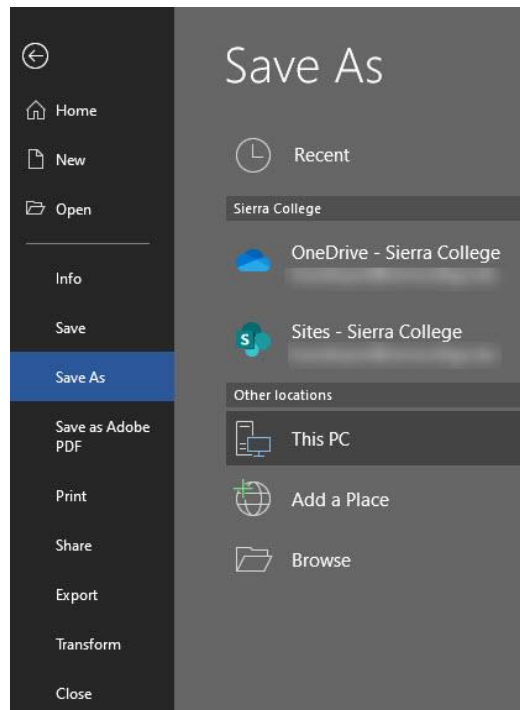 Home
New
Open
Info
Save
Save As
Save as Adobe
PDF
Print
Share
Export
Transform
Close
Save As
Recent
Sierra College
OneDrive - Sierra College
S
Sites - Sierra College
Other locations
This PC
Add a Place
Browse